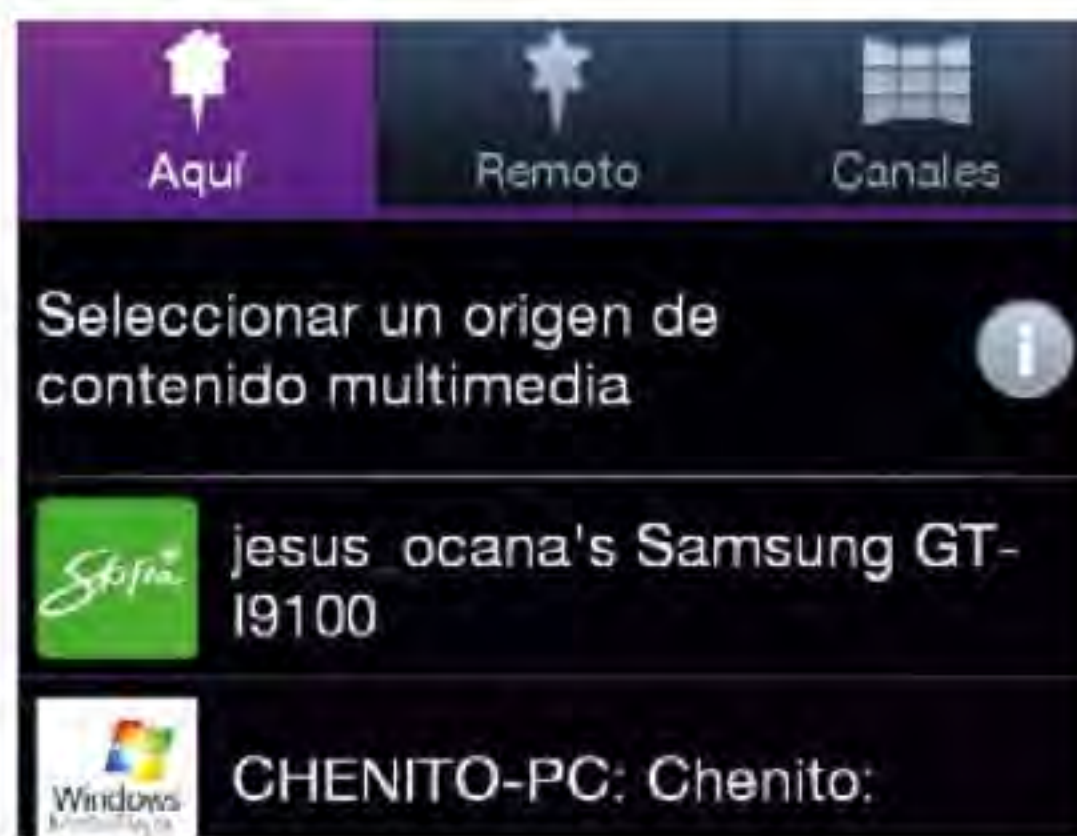 Aquí
Remoto
Canales
Seleccionar un origen de
contenido multimedia
i
jesus_ocana's Samsung GT-
I9100
Windows
CHENITO-PC: Chenito: